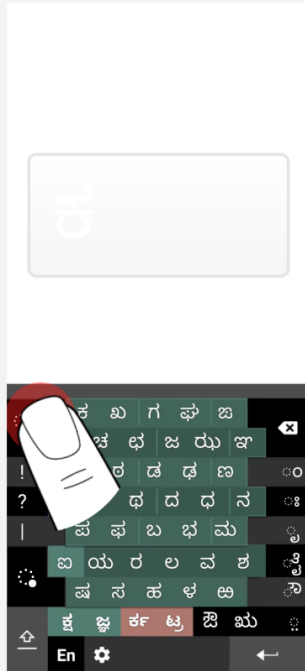 ಕ ಖ ಗ ಘ ಙ
ಚ ಛ ಜ ಝ ಞ
! ಠ ಡ ಢ ಣ ಂ
? ಥ ದ ಧ ನ ಃ
| ಪ ಫ ಬ ಭ ಮ ೃ
ಐ ಯ ರ ಲ ವ ಶ
ಷ ಸ ಹ ಳ ಱ
ಕ್ಷ ಜ್ಞ ರ್ಕ ಟ್ರ ಔ ಋ
En